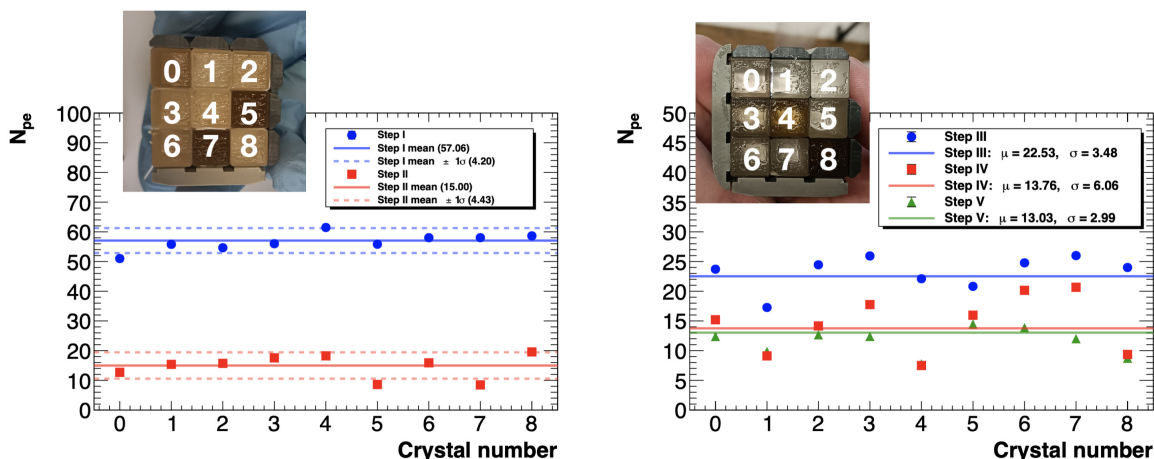 0 1 2
3 4 5
6 7 8
N_pe
100
90
80
70
60
50
40
30
20
10
0
Step I
Step I mean (57.06)
Step I mean ± 1σ (4.20)
Step II
Step II mean (15.00)
Step II mean ± 1σ (4.43)
0 1 2 3 4 5 6 7 8
Crystal number
0 1 2
3 4 5
6 7 8
N_pe
50
45
40
35
30
25
20
15
10
5
0
Step III
Step III: μ = 22.53, σ = 3.48
Step IV
Step IV: μ = 13.76, σ = 6.06
Step V
Step V: μ = 13.03, σ = 2.99
0 1 2 3 4 5 6 7 8
Crystal number